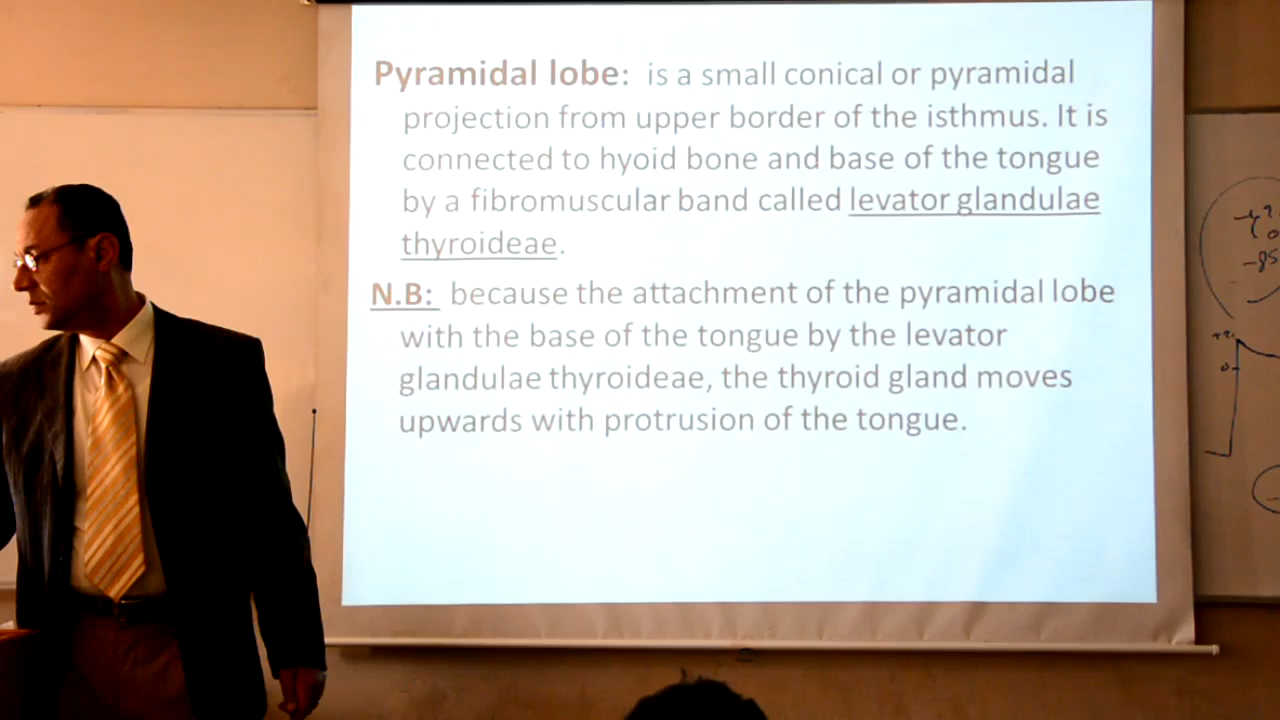 Pyramidal lobe: is a small conical or pyramidal
projection from upper border of the isthmus. It is
connected to hyoid bone and base of the tongue
by a fibromuscular band called levator glandulae
thyroideae.
N.B: because the attachment of the pyramidal lobe
with the base of the tongue by the levator
glandulae thyroideae, the thyroid gland moves
upwards with protrusion of the tongue.
-85